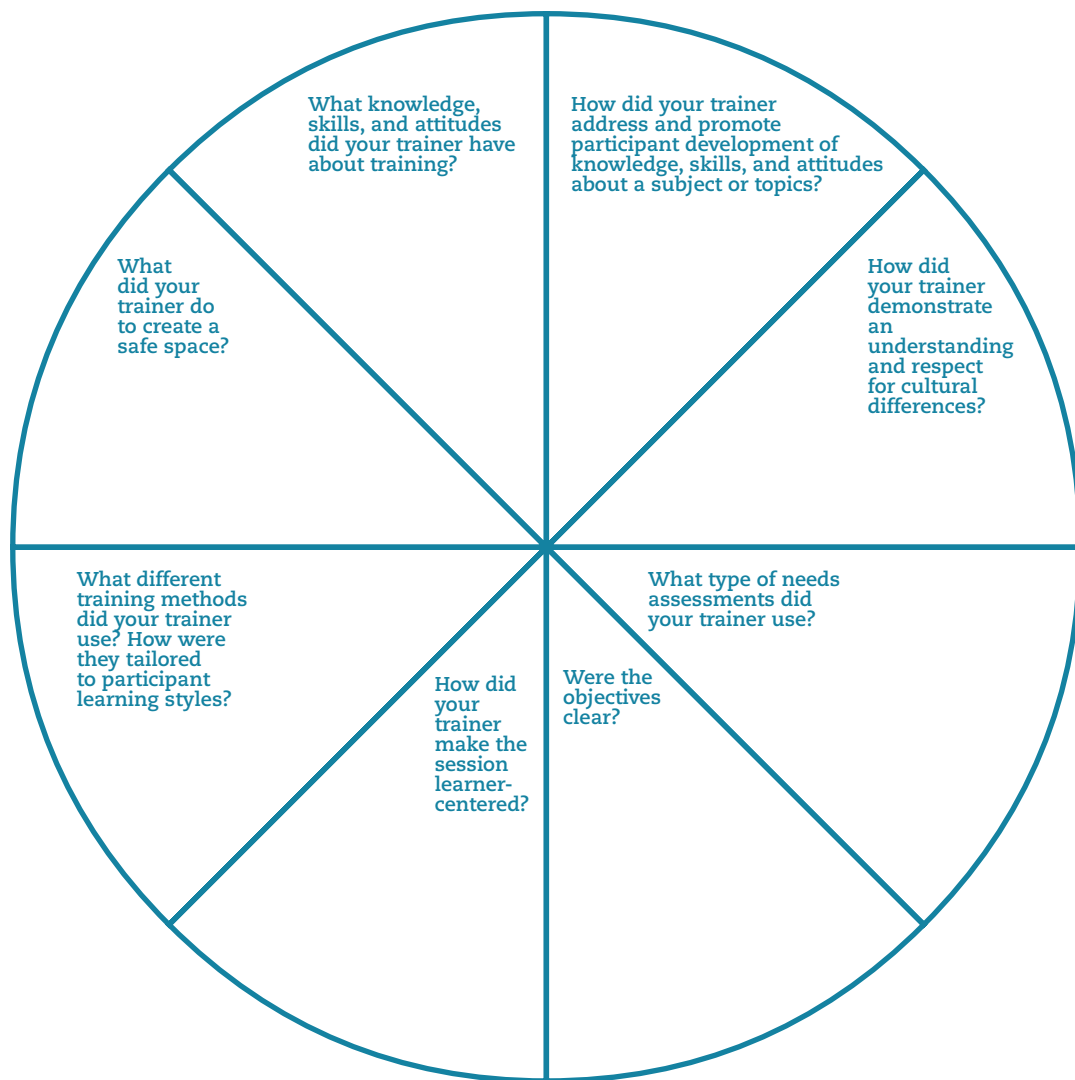 What knowledge,
skills, and attitudes
did your trainer have
about training?
How did your trainer
address and promote
participant development of
knowledge, skills, and attitudes
about a subject or topics?
How did
your trainer
demonstrate
an
understanding
and respect
for cultural
differences?
What type of needs
assessments did
your trainer use?
Were the
objectives
clear?
How did
your
trainer
make the
session
learner-
centered?
What different
training methods
did your trainer
use? How were
they tailored
to participant
learning styles?
What
did your
trainer do
to create a
safe space?